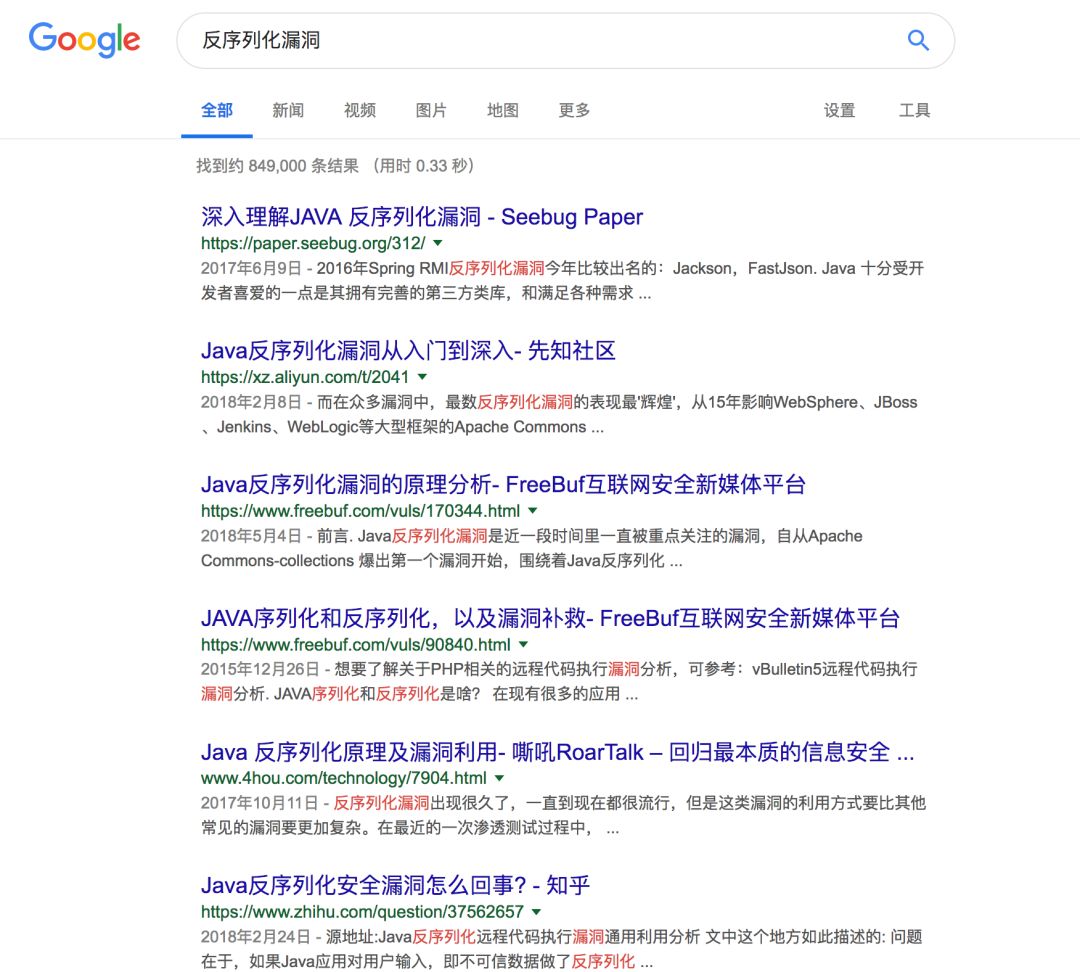 Google
反序列化漏洞
全部 新闻 视频 图片 地图 更多 设置 工具
找到约 849,000 条结果 (用时 0.33 秒)
深入理解JAVA 反序列化漏洞 - Seebug Paper
https://paper.seebug.org/312/
2017年6月9日 - 2016年Spring RMI反序列化漏洞今年比较出名的：Jackson，FastJson. Java 十分受开
发者喜爱的一点是其拥有完善的第三方类库，和满足各种需求 ...
Java反序列化漏洞从入门到深入- 先知社区
https://xz.aliyun.com/t/2041
2018年2月8日 - 而在众多漏洞中，最数反序列化漏洞的表现最'辉煌'，从15年影响WebSphere、JBoss
、Jenkins、WebLogic等大型框架的Apache Commons ...
Java反序列化漏洞的原理分析- FreeBuf互联网安全新媒体平台
https://www.freebuf.com/vuls/170344.html
2018年5月4日 - 前言. Java反序列化漏洞是近一段时间里一直被重点关注的漏洞，自从Apache
Commons-collections 爆出第一个漏洞开始，围绕着Java反序列化 ...
JAVA序列化和反序列化，以及漏洞补救- FreeBuf互联网安全新媒体平台
https://www.freebuf.com/vuls/90840.html
2015年12月26日 - 想要了解关于PHP相关的远程代码执行漏洞分析，可参考：vBulletin5远程代码执行
漏洞分析. JAVA序列化和反序列化是啥？ 在现有很多的应用 ...
Java 反序列化原理及漏洞利用- 嘶吼RoarTalk – 回归最本质的信息安全 ...
www.4hou.com/technology/7904.html
2017年10月11日 - 反序列化漏洞出现很久了，一直到现在都很流行，但是这类漏洞的利用方式要比其他
常见的漏洞要更加复杂。在最近的一次渗透测试过程中， ...
Java反序列化安全漏洞怎么回事? - 知乎
https://www.zhihu.com/question/37562657
2018年2月24日 - 源地址:Java反序列化远程代码执行漏洞通用利用分析 文中这个地方如此描述的: 问题
在于，如果Java应用对用户输入，即不可信数据做了反序列化 ...